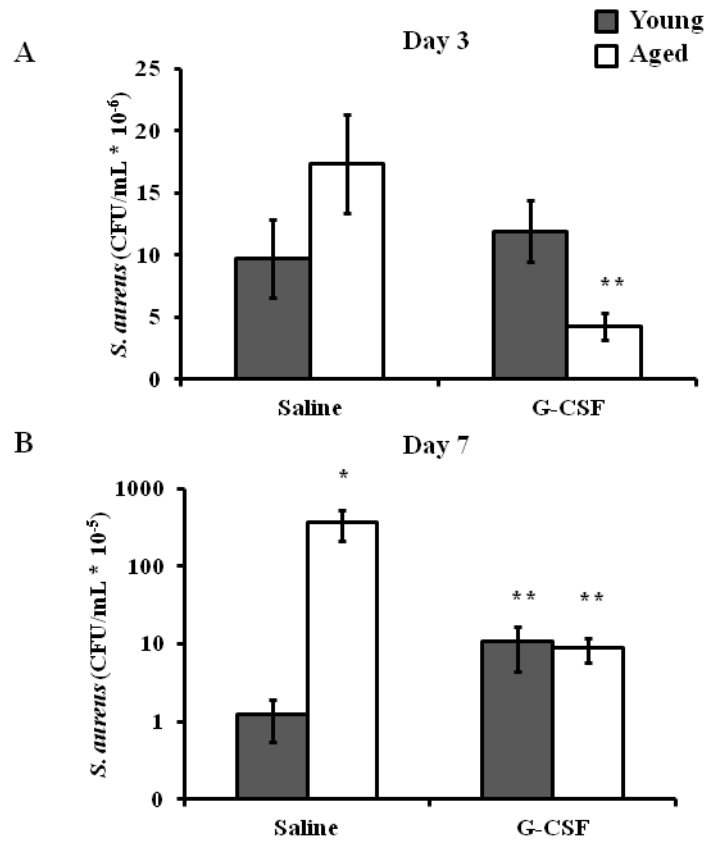 Young
Aged
A
Day 3
S. aureus (CFU/mL * 10⁻⁶)
25
20
15
10
5
0
**
Saline
G-CSF
B
Day 7
S. aureus (CFU/mL * 10⁻⁵)
1000
100
10
1
0
*
** **
Saline
G-CSF